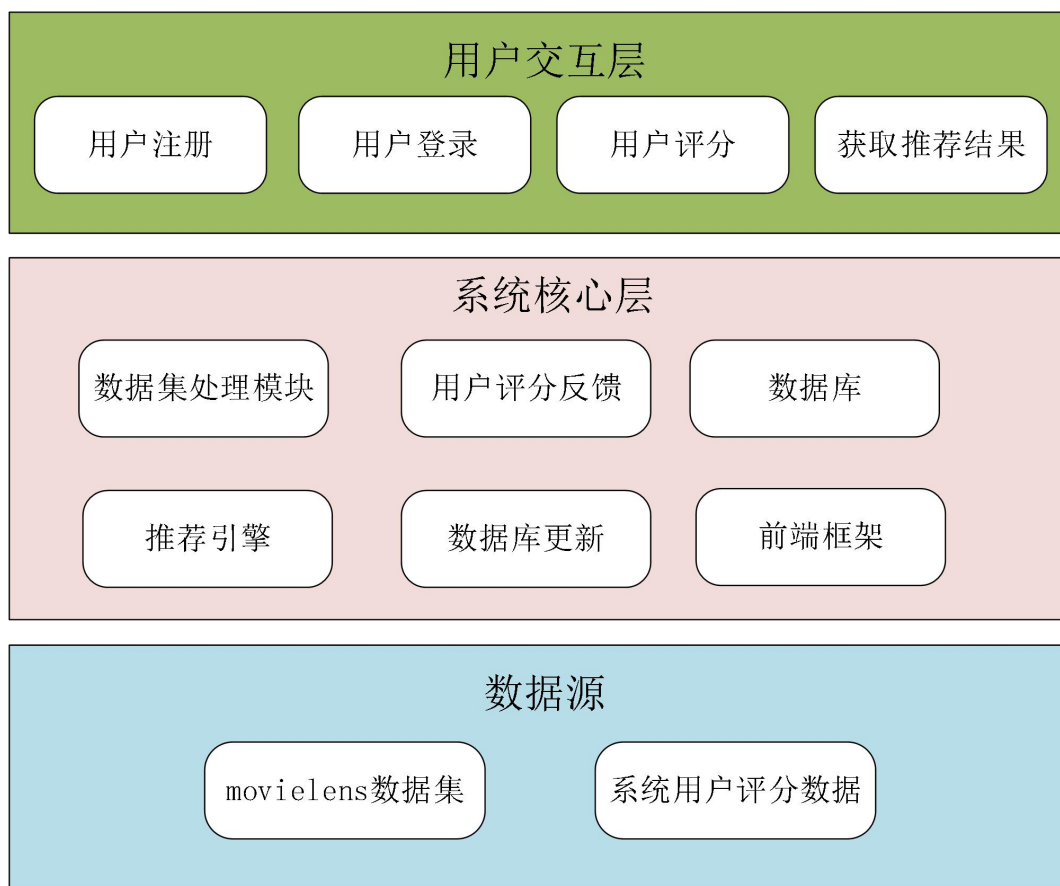 用户交互层
用户注册
用户登录
用户评分
获取推荐结果
系统核心层
数据集处理模块
用户评分反馈
数据库
推荐引擎
数据库更新
前端框架
数据源
movielens数据集
系统用户评分数据